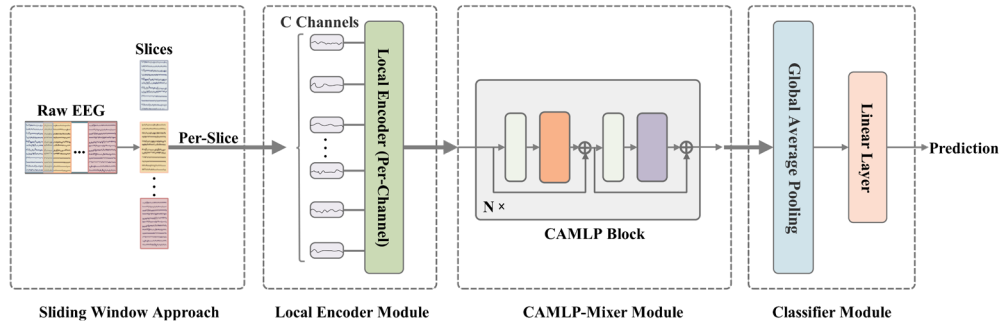 Raw EEG
...
Slices
Per-Slice
Sliding Window Approach
C Channels
Local Encoder (Per-Channel)
Local Encoder Module
N ×
CAMLP Block
CAMLP-Mixer Module
Global Average Pooling
Linear Layer
Prediction
Classifier Module